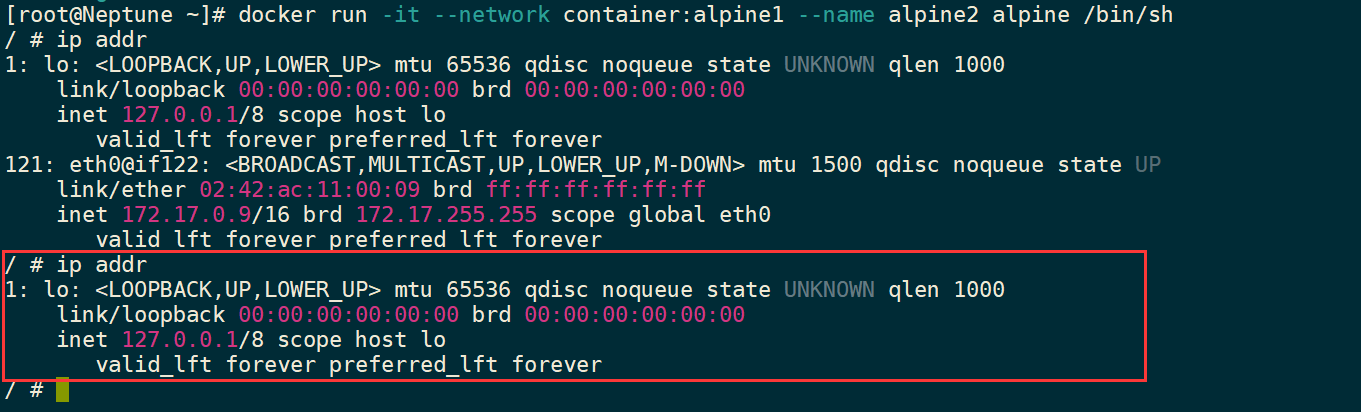 [root@Neptune ~]# docker run -it --network container:alpine1 --name alpine2 alpine /bin/sh
/ # ip addr
1: lo: <LOOPBACK,UP,LOWER_UP> mtu 65536 qdisc noqueue state UNKNOWN qlen 1000
    link/loopback 00:00:00:00:00:00 brd 00:00:00:00:00:00
    inet 127.0.0.1/8 scope host lo
       valid_lft forever preferred_lft forever
121: eth0@if122: <BROADCAST,MULTICAST,UP,LOWER_UP,M-DOWN> mtu 1500 qdisc noqueue state UP
    link/ether 02:42:ac:11:00:09 brd ff:ff:ff:ff:ff:ff
    inet 172.17.0.9/16 brd 172.17.255.255 scope global eth0
       valid_lft forever preferred_lft forever
/ # ip addr
1: lo: <LOOPBACK,UP,LOWER_UP> mtu 65536 qdisc noqueue state UNKNOWN qlen 1000
    link/loopback 00:00:00:00:00:00 brd 00:00:00:00:00:00
    inet 127.0.0.1/8 scope host lo
       valid_lft forever preferred_lft forever
/ #